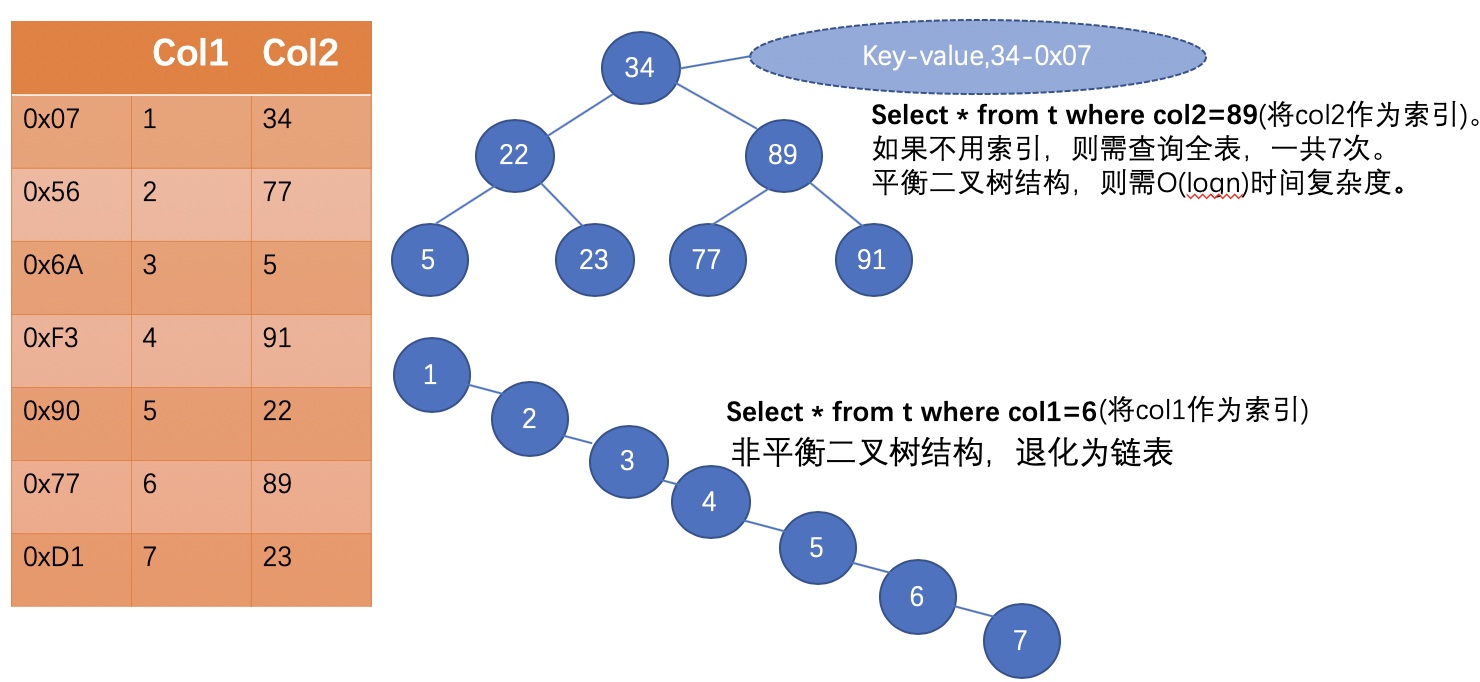 Col1 Col2
0x07 1 34
0x56 2 77
0x6A 3 5
0xF3 4 91
0x90 5 22
0x77 6 89
0xD1 7 23
34
Key-value,34-0x07
22
89
5
23
77
91
Select * from t where col2=89(将col2作为索引)。
如果不用索引，则需查询全表，一共7次。
平衡二叉树结构，则需O(logn)时间复杂度。
1
2
3
4
5
6
7
Select * from t where col1=6(将col1作为索引)
非平衡二叉树结构，退化为链表